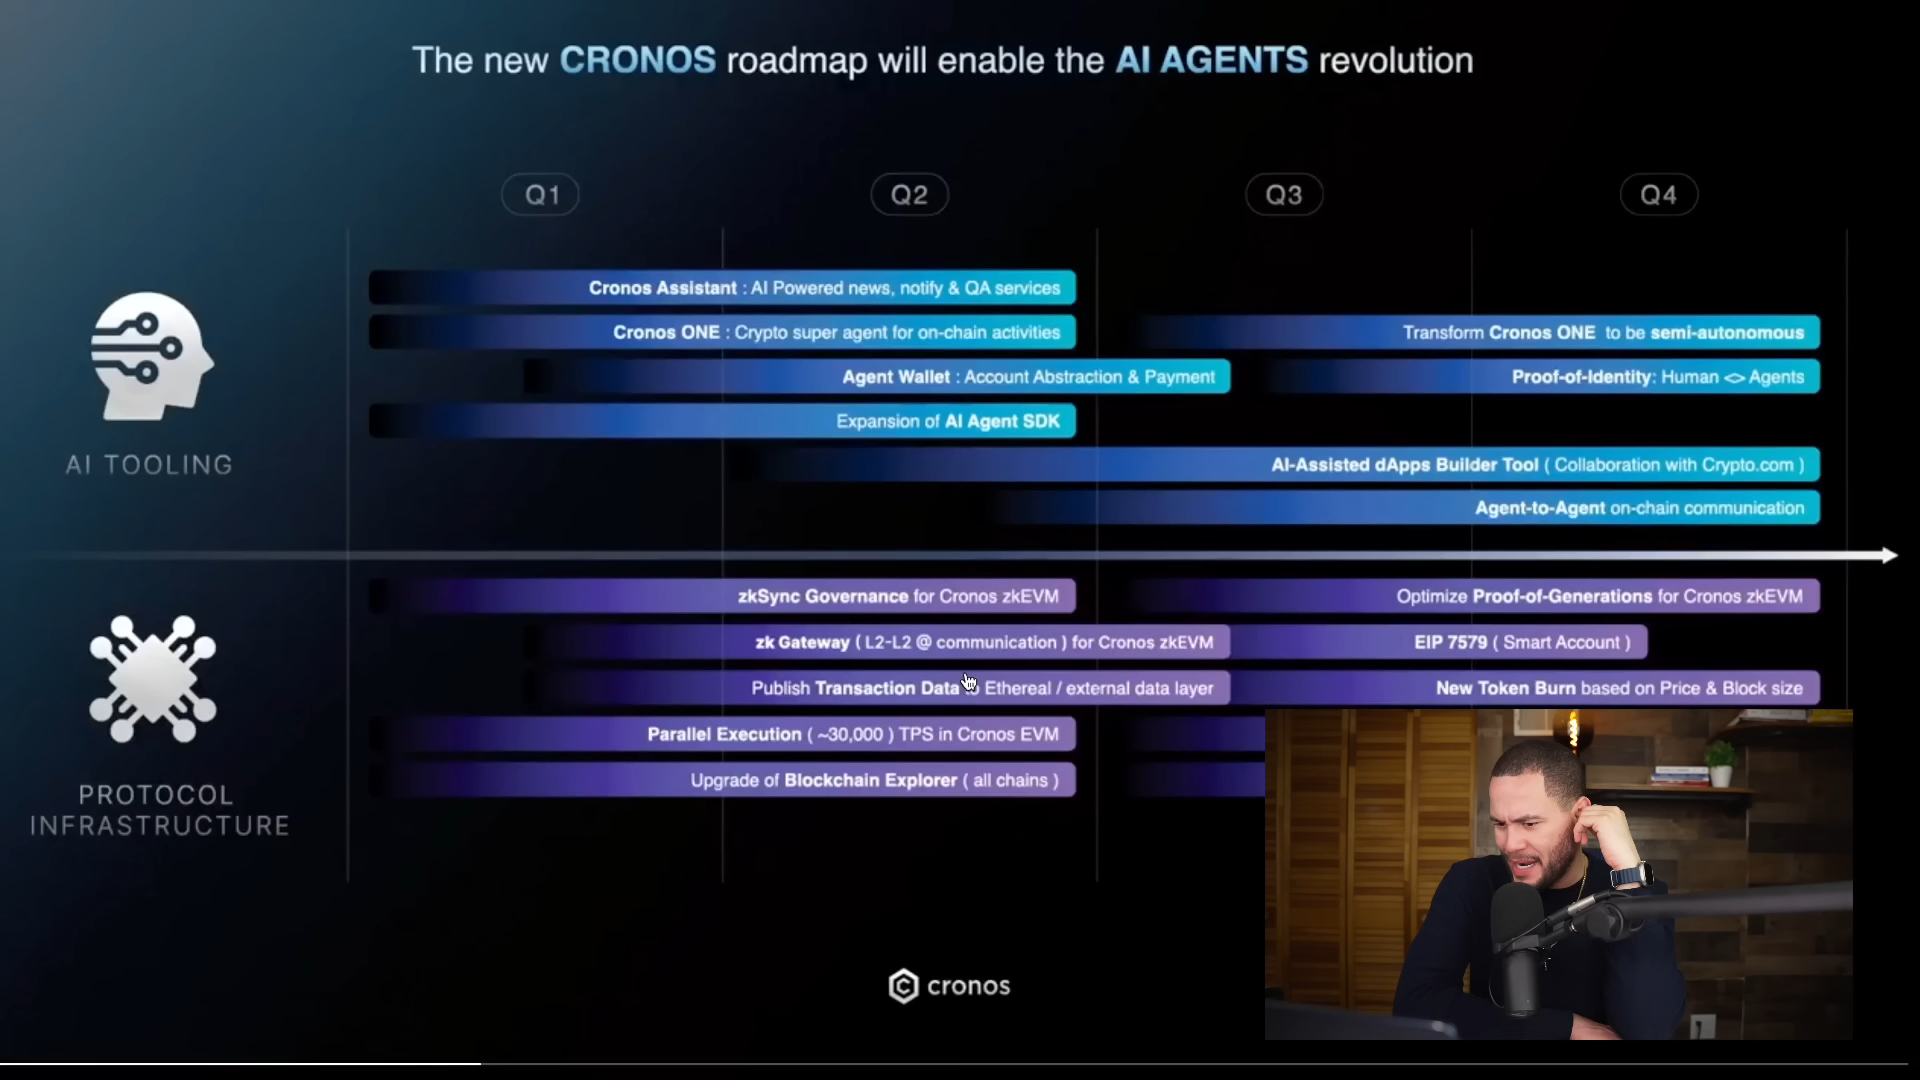 The new CRONOS roadmap will enable the AI AGENTS revolution
Q1
Q2
Q3
Q4
Cronos Assistant : AI Powered news, notify & QA services
Cronos ONE : Crypto super agent for on-chain activities
Transform Cronos ONE to be semi-autonomous
Agent Wallet : Account Abstraction & Payment
Proof-of-Identity: Human <> Agents
Expansion of AI Agent SDK
AI-Assisted dApps Builder Tool ( Collaboration with Crypto.com )
Agent-to-Agent on-chain communication
AI TOOLING
zkSync Governance for Cronos zkEVM
Optimize Proof-of-Generations for Cronos zkEVM
zk Gateway ( L2-L2 @ communication ) for Cronos zkEVM
EIP 7579 ( Smart Account )
Publish Transaction Data Ethereal / external data layer
New Token Burn based on Price & Block size
Parallel Execution ( ~30,000 ) TPS in Cronos EVM
Upgrade of Blockchain Explorer ( all chains )
PROTOCOL
INFRASTRUCTURE
cronos